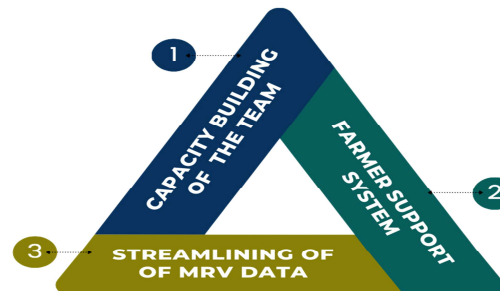 1
CAPACITY BUILDING
OF THE TEAM
2
FARMER SUPPORT
SYSTEM
3
STREAMLINING OF
OF MRV DATA